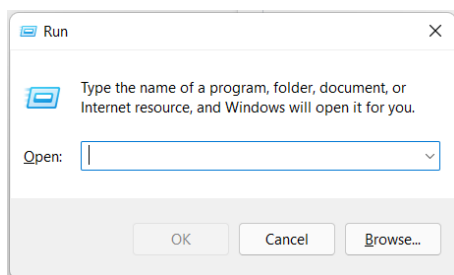 Run
Type the name of a program, folder, document, or
Internet resource, and Windows will open it for you.
Open:
OK Cancel Browse...